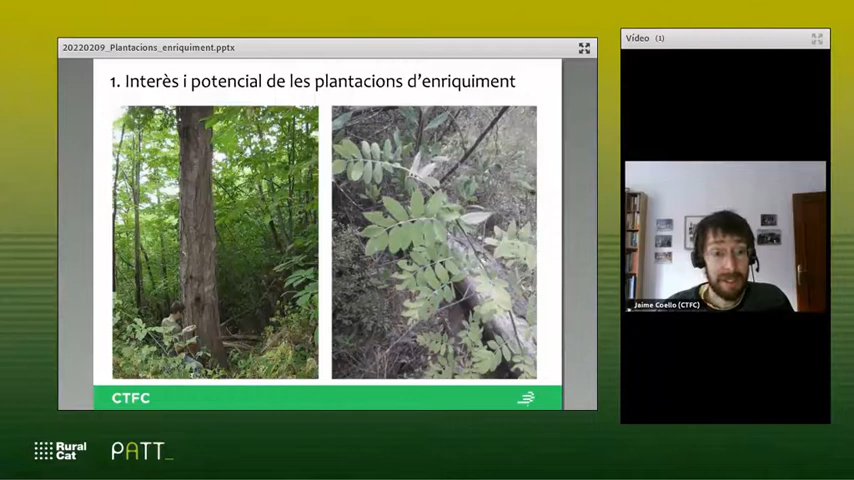 20220209_Plantacions_enriquiment.pptx
1. Interès i potencial de les plantacions d'enriquiment
CTFC
Vídeo (1)
Jaime Coello (CTFC)
Rural
Cat
PATT_